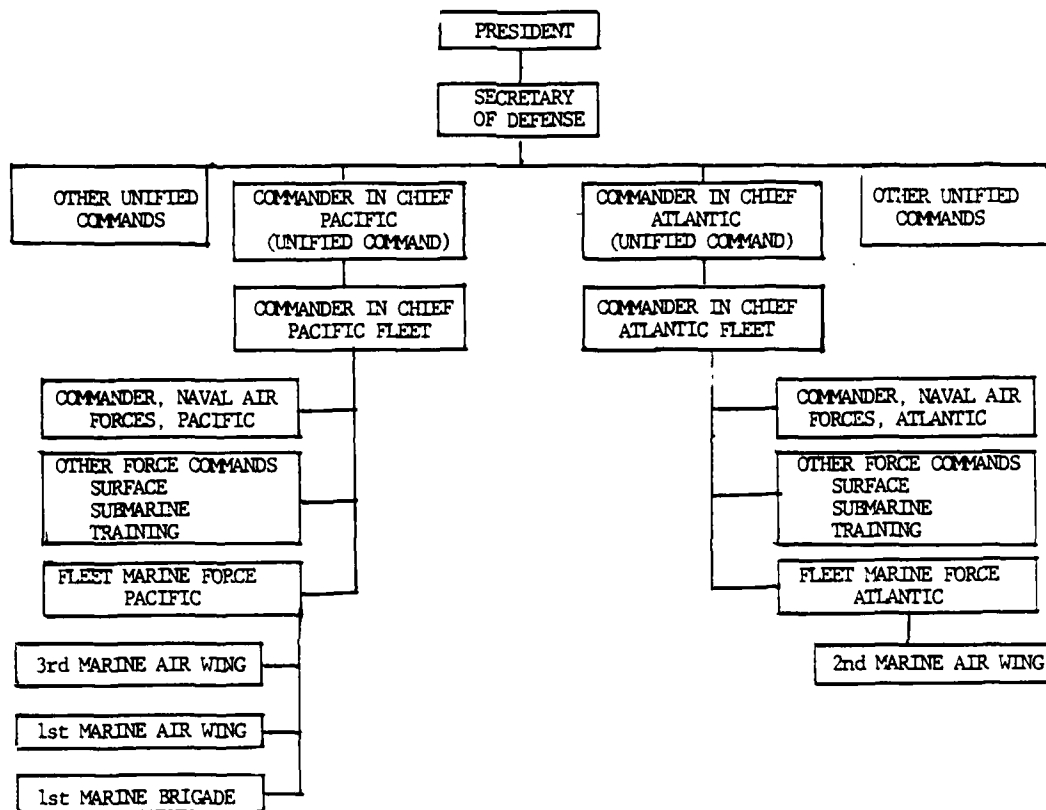 PRESIDENT
SECRETARY
OF DEFENSE
OTHER UNIFIED
COMMANDS
COMMANDER IN CHIEF
PACIFIC
(UNIFIED COMMAND)
COMMANDER IN CHIEF
ATLANTIC
(UNIFIED COMMAND)
OTHER UNIFIED
COMMANDS
COMMANDER IN CHIEF
PACIFIC FLEET
COMMANDER IN CHIEF
ATLANTIC FLEET
COMMANDER, NAVAL AIR
FORCES, PACIFIC
COMMANDER, NAVAL AIR
FORCES, ATLANTIC
OTHER FORCE COMMANDS
SURFACE
SUBMARINE
TRAINING
OTHER FORCE COMMANDS
SURFACE
SUBMARINE
TRAINING
FLEET MARINE FORCE
PACIFIC
FLEET MARINE FORCE
ATLANTIC
3rd MARINE AIR WING
2nd MARINE AIR WING
1st MARINE AIR WING
1st MARINE BRIGADE